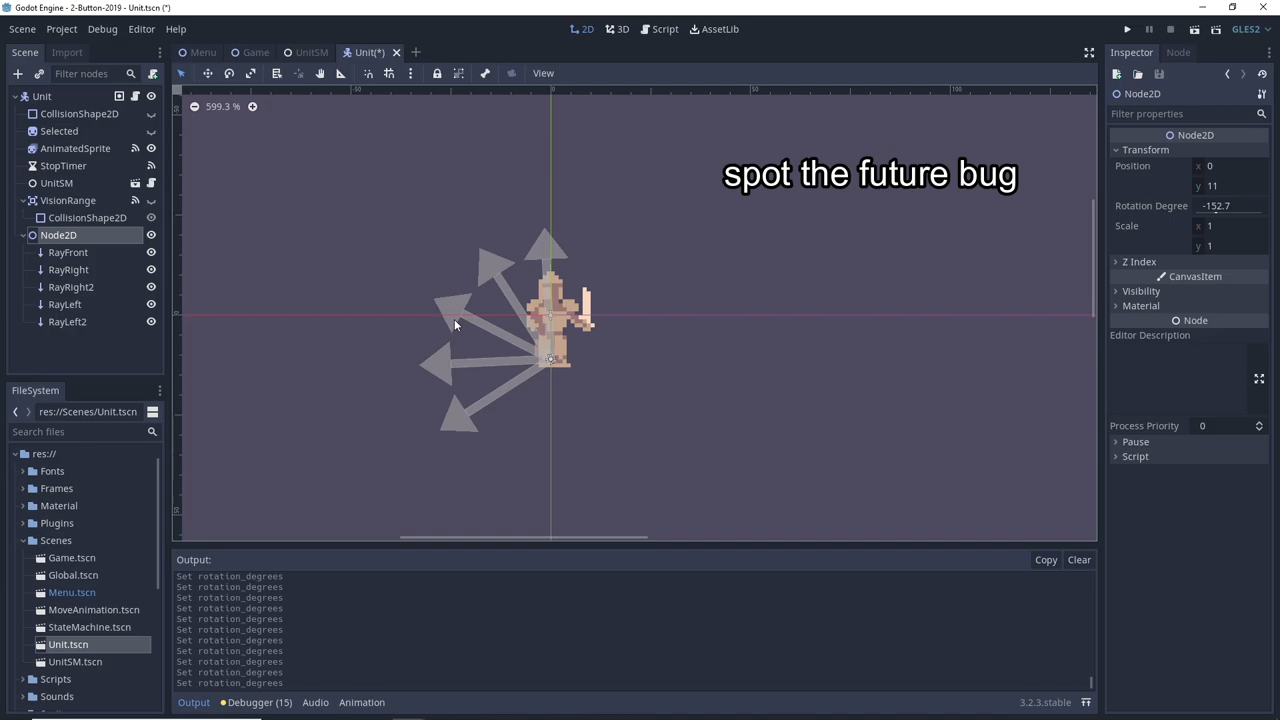 Godot Engine - 2-Button-2019 - Unit.tscn (*)
Scene Project Debug Editor Help
2D 3D Script AssetLib
GLES2
Scene Import
Menu Game UnitSM Unit(*)
Inspector Node
Filter nodes
View
Node2D
Filter properties
Unit
CollisionShape2D
Selected
AnimatedSprite
StopTimer
UnitSM
VisionRange
CollisionShape2D
Node2D
RayFront
RayRight
RayRight2
RayLeft
RayLeft2
-50 0 50 100
599.3 %
spot the future bug
Node2D
Transform
Position x 0
y 11
Rotation Degree -152.7
Scale x 1
y 1
Z Index
CanvasItem
Visibility
Material
Node
Editor Description
Process Priority 0
Pause
Script
FileSystem
res://Scenes/Unit.tscn
Search files
res://
Fonts
Frames
Material
Plugins
Scenes
Game.tscn
Global.tscn
Menu.tscn
MoveAnimation.tscn
StateMachine.tscn
Unit.tscn
UnitSM.tscn
Scripts
Sounds
Output:
Copy Clear
Set rotation_degrees
Set rotation_degrees
Set rotation_degrees
Set rotation_degrees
Set rotation_degrees
Set rotation_degrees
Set rotation_degrees
Set rotation_degrees
Set rotation_degrees
Set rotation_degrees
Set rotation_degrees
Output Debugger (15) Audio Animation
3.2.3.stable